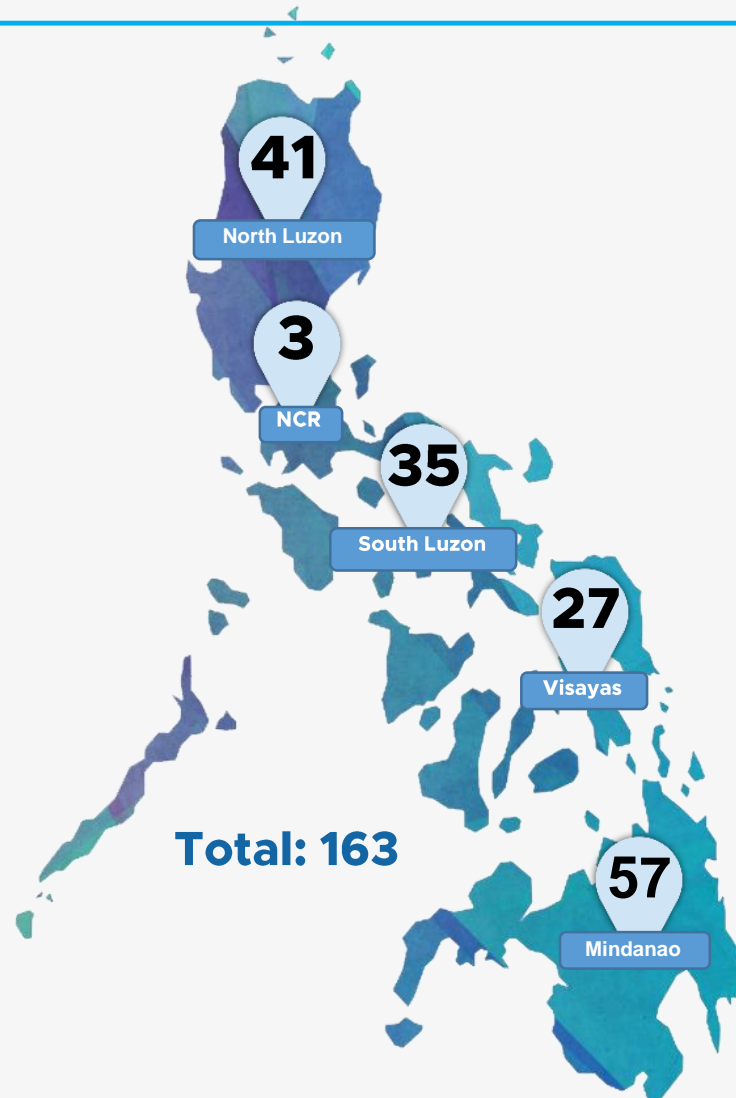 41
North Luzon
3
NCR
35
South Luzon
27
Visayas
Total: 163
57
Mindanao